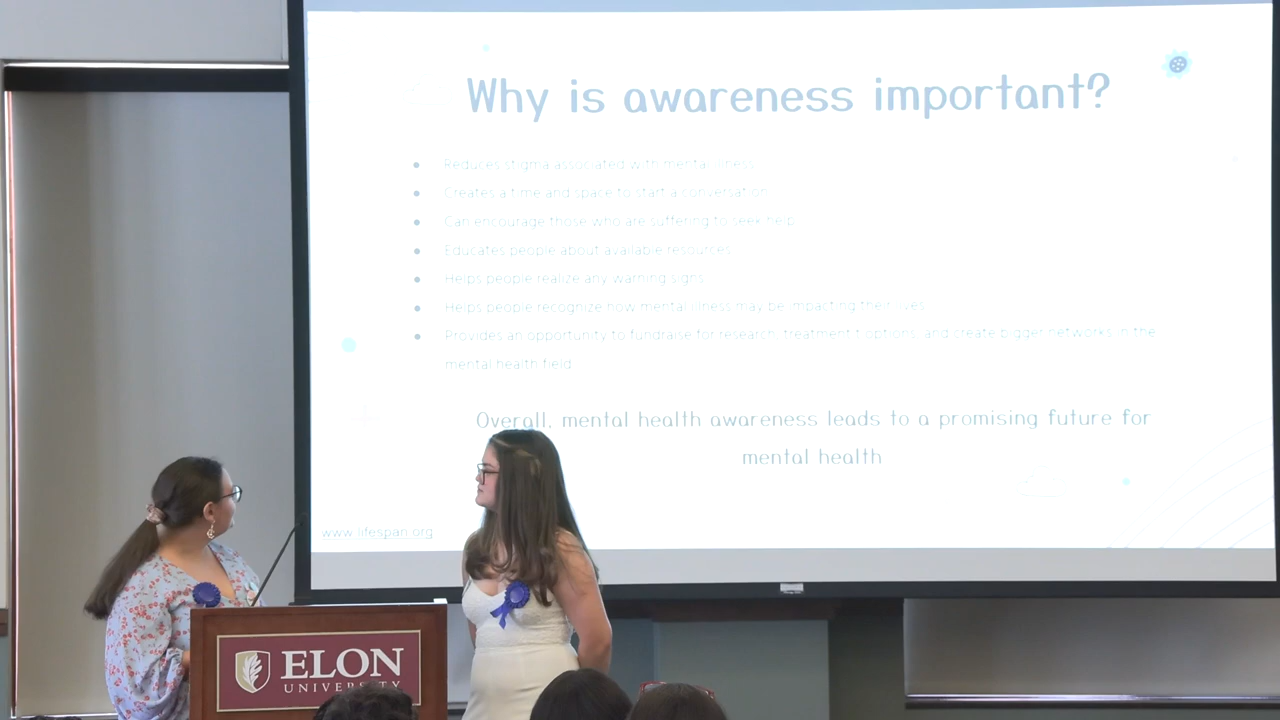 Why is awareness important?
Reduces stigma associated with mental illness
Creates a time and space to start a conversation
Can encourage those who are suffering to seek help
Educates people about available resources
Helps people realize any warning signs
Helps people recognize how mental illness may be impacting their lives
Provides an opportunity to fundraise for research, treatment t options, and create bigger networks in the
mental health field
Overall, mental health awareness leads to a promising future for
mental health
www.lifespan.org
ELON
UNIVERSITY